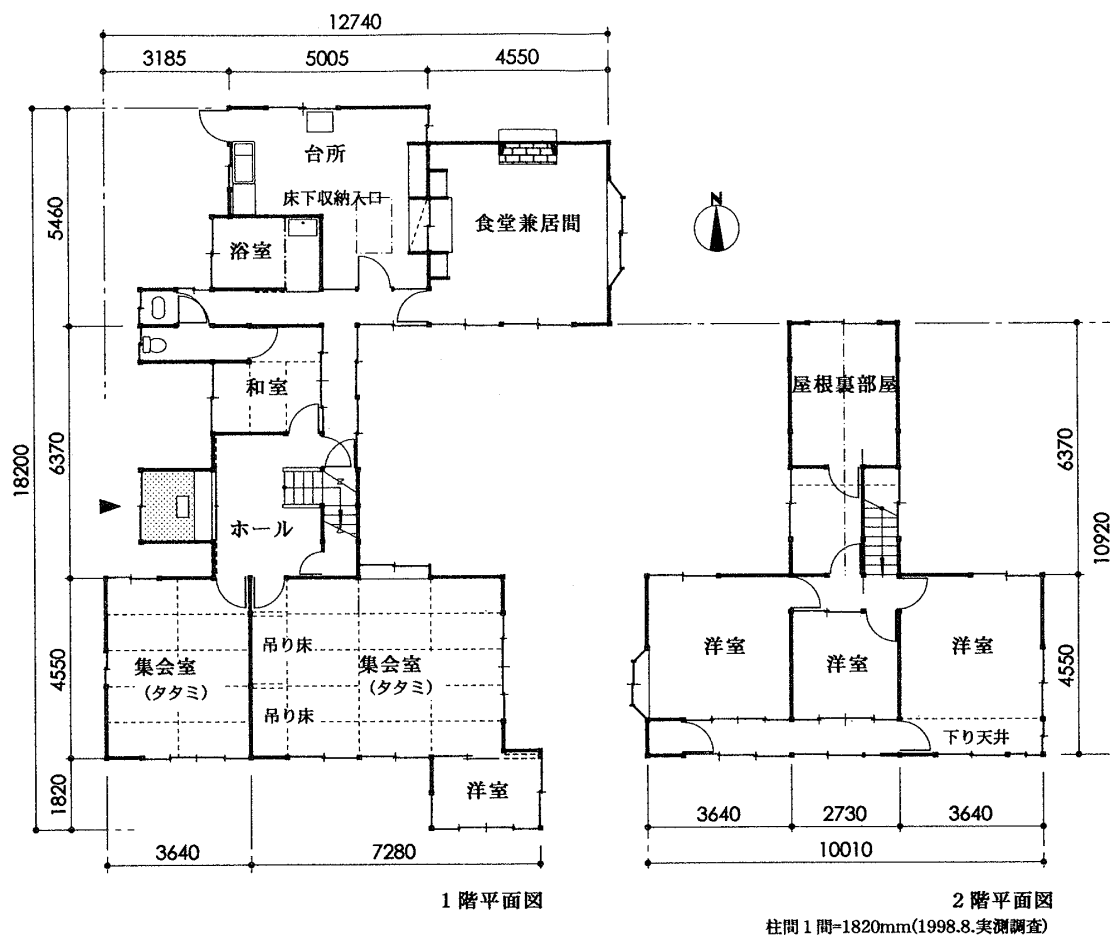 12740
3185
5005
4550
台所
床下収納入口
食堂兼居間
N
浴室
5460
和室
屋根裏部屋
18200
6370
6370
ホール
10920
吊り床
集会室
(タタミ)
集会室
(タタミ)
吊り床
4550
洋室
洋室
洋室
4550
下り天井
1820
洋室
3640
7280
3640
2730
3640
10010
1階平面図
2階平面図
柱間1間=1820mm(1998.8.実測調査)